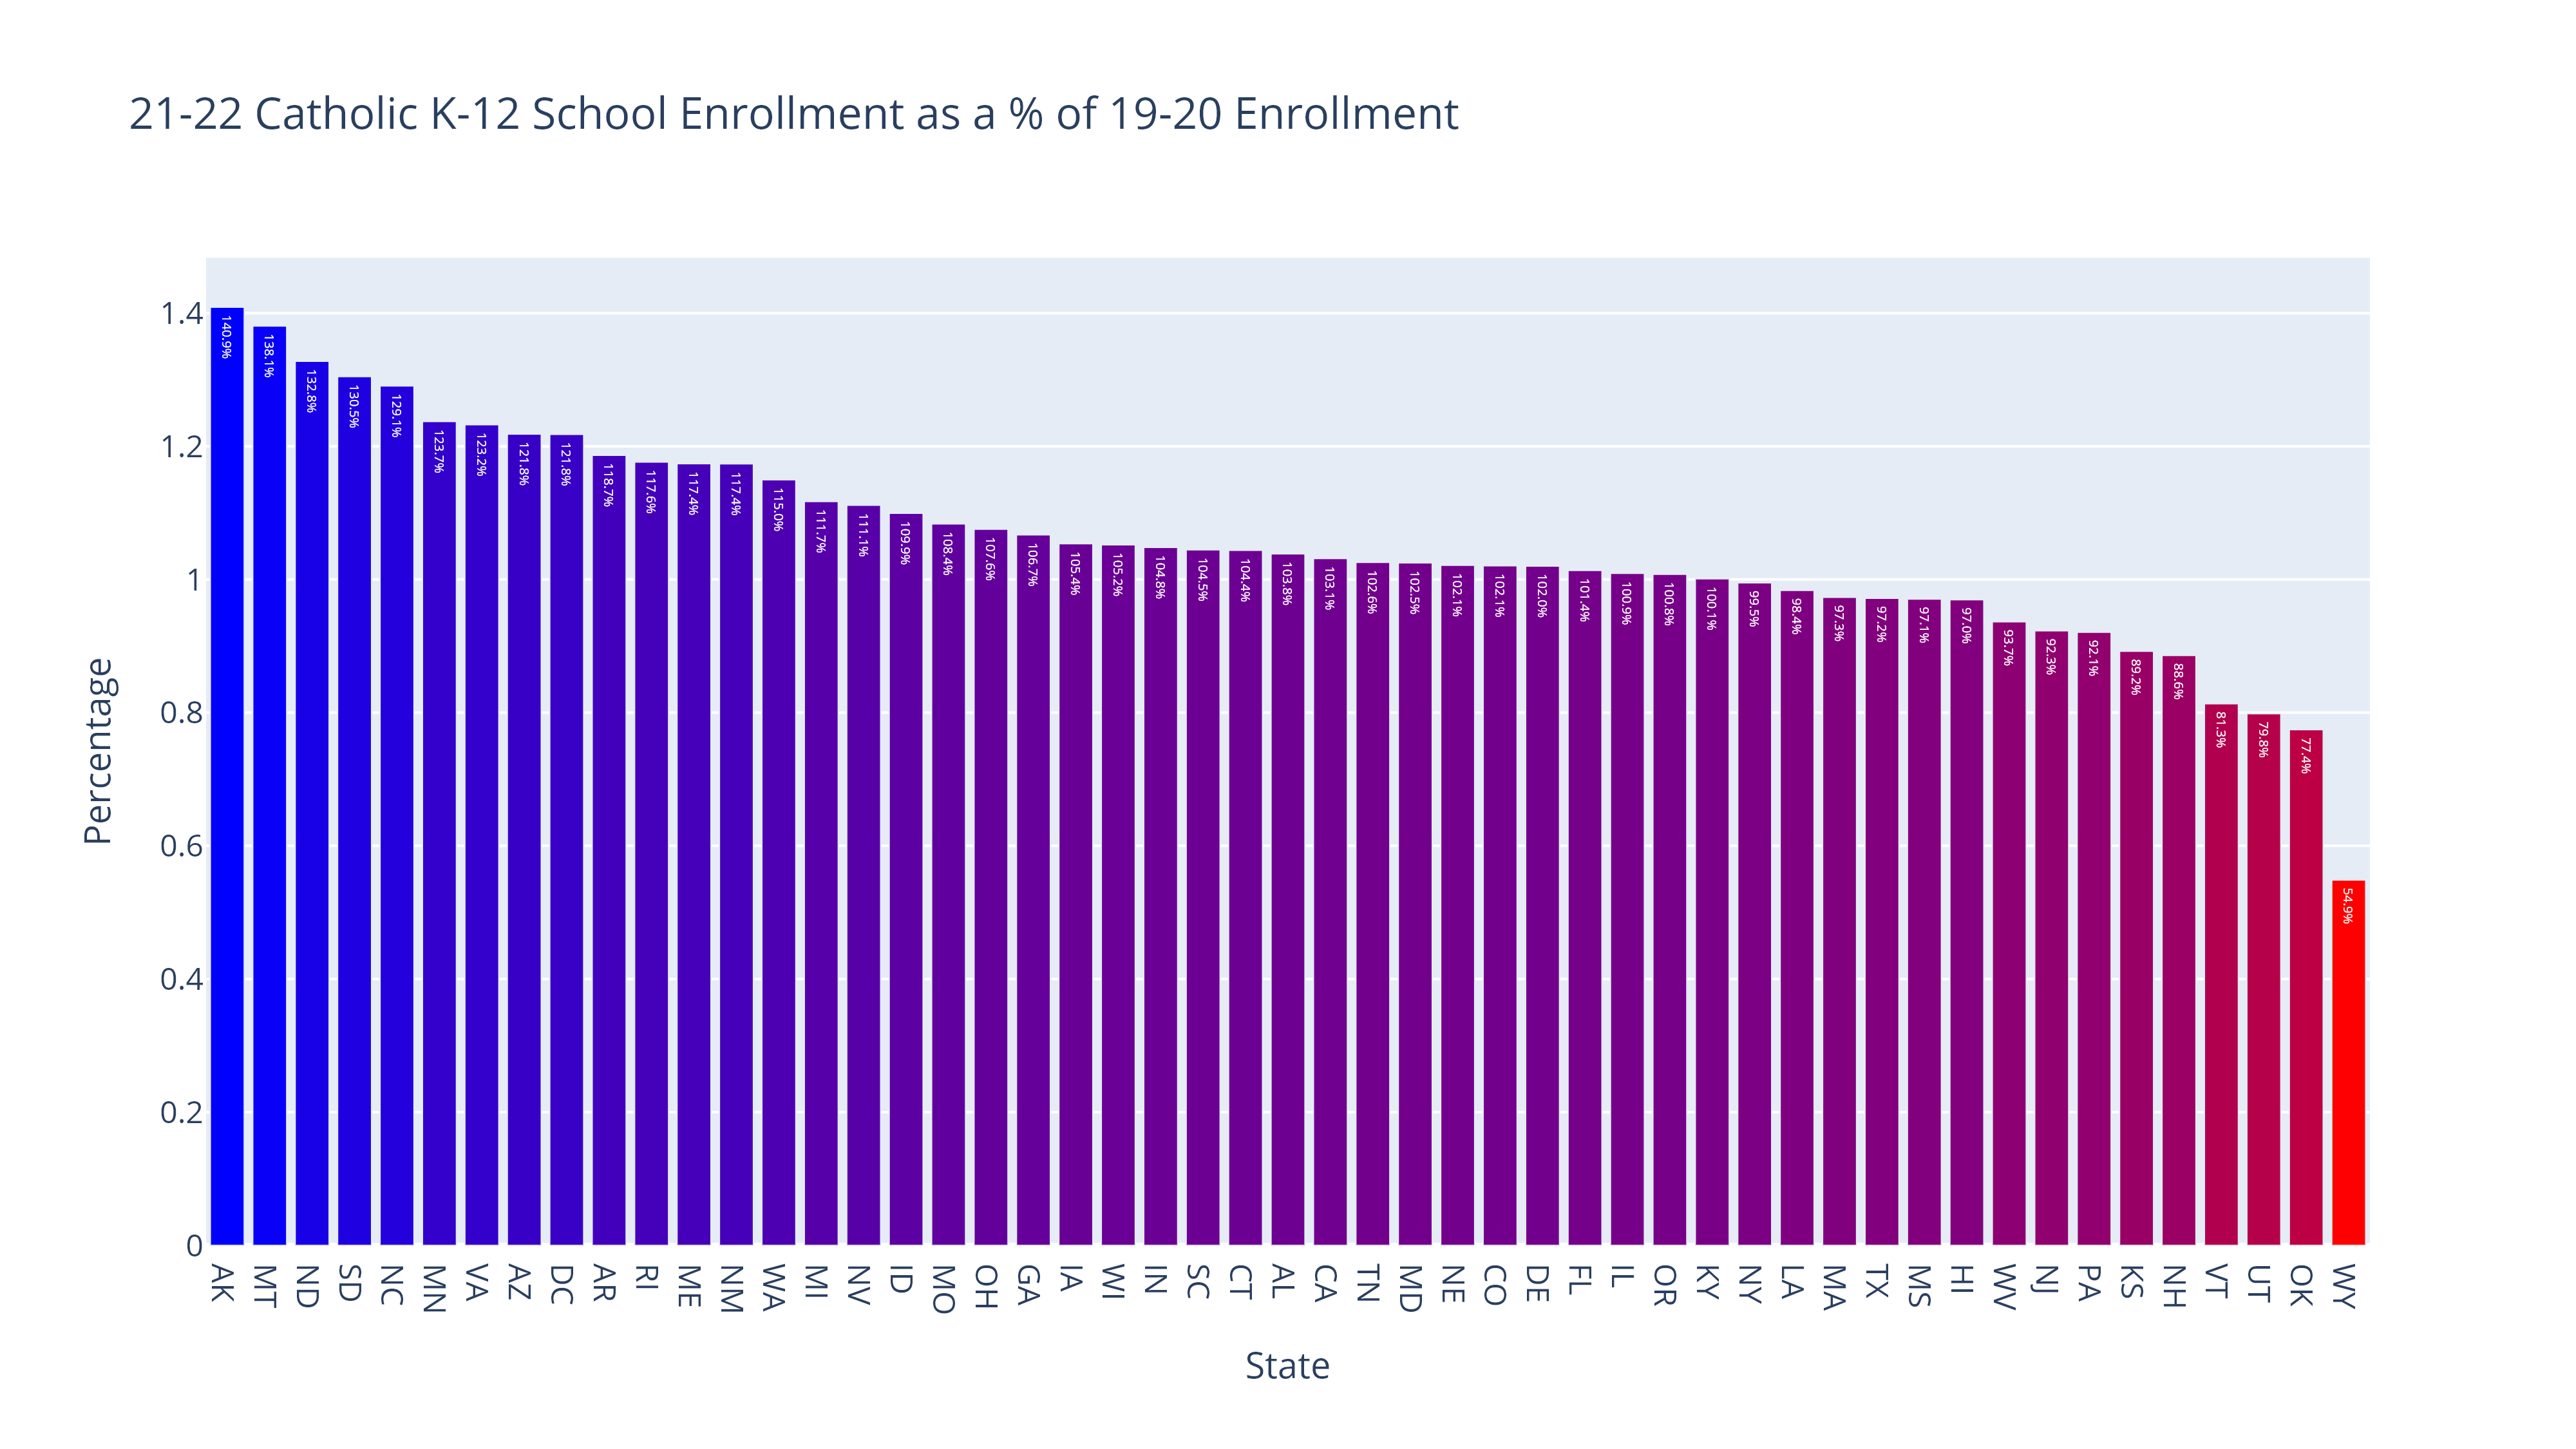 21-22 Catholic K-12 School Enrollment as a % of 19-20 Enrollment
1.4
1.2
1
0.8
0.6
0.4
0.2
0
Percentage
140.9%
138.1%
132.8%
130.5%
129.1%
123.7%
123.2%
121.8%
121.8%
118.7%
117.6%
117.4%
117.4%
115.0%
111.7%
111.1%
109.9%
108.4%
107.6%
106.7%
105.4%
105.2%
104.8%
104.5%
104.4%
103.8%
103.1%
102.6%
102.5%
102.1%
102.1%
102.0%
101.4%
100.9%
100.8%
100.1%
99.5%
98.4%
97.3%
97.2%
97.1%
97.0%
93.7%
92.3%
92.1%
89.2%
88.6%
81.3%
79.8%
77.4%
54.9%
AK
MT
ND
SD
NC
MN
VA
AZ
DC
AR
RI
ME
NM
WA
MI
NV
ID
MO
OH
GA
IA
WI
IN
SC
CT
AL
CA
TN
MD
NE
CO
DE
FL
IL
OR
KY
NY
LA
MA
TX
MS
HI
WV
NJ
PA
KS
NH
VT
UT
OK
WY
State